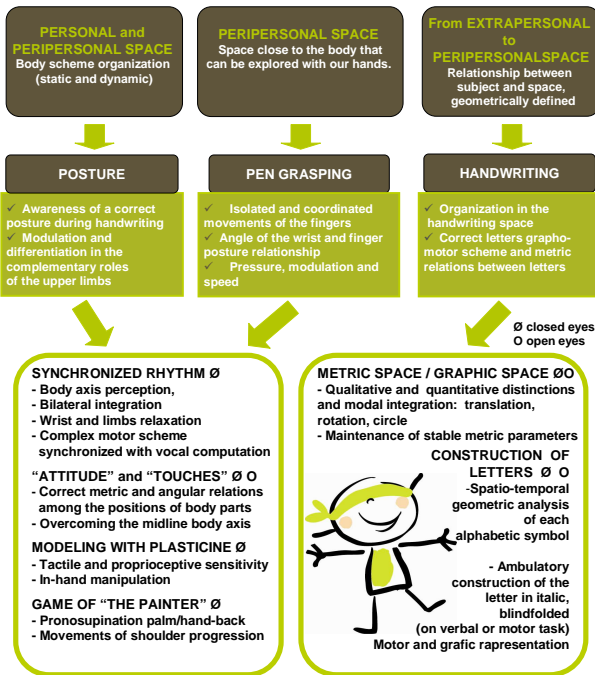 PERSONAL and
PERIPERSONAL SPACE
Body scheme organization
(static and dynamic)
PERIPERSONAL SPACE
Space close to the body that
can be explored with our hands.
From EXTRAPERSONAL
to
PERIPERSONALSPACE
Relationship between
subject and space,
geometrically defined
POSTURE
✓ Awareness of a correct
posture during handwriting
✓ Modulation and
differentiation in the
complementary roles
of the upper limbs
PEN GRASPING
✓ Isolated and coordinated
movements of the fingers
✓ Angle of the wrist and finger
posture relationship
✓ Pressure, modulation and
speed
HANDWRITING
✓ Organization in the
handwriting space
✓ Correct letters grapho-
motor scheme and metric
relations between letters
Ø closed eyes
O open eyes
SYNCHRONIZED RHYTHM Ø
- Body axis perception,
- Bilateral integration
- Wrist and limbs relaxation
- Complex motor scheme
synchronized with vocal computation
“ATTITUDE” and “TOUCHES” Ø O
- Correct metric and angular relations
among the positions of body parts
- Overcoming the midline body axis
MODELING WITH PLASTICINE Ø
- Tactile and proprioceptive sensitivity
- In-hand manipulation
GAME OF “THE PAINTER” Ø
- Pronosupination palm/hand-back
- Movements of shoulder progression
METRIC SPACE / GRAPHIC SPACE ØO
- Qualitative and quantitative distinctions
and modal integration: translation,
rotation, circle
- Maintenance of stable metric parameters
CONSTRUCTION OF
LETTERS Ø O
-Spatio-temporal
geometric analysis
of each
alphabetic symbol
- Ambulatory
construction of the
letter in italic,
blindfolded
(on verbal or motor task)
Motor and grafic rapresentation